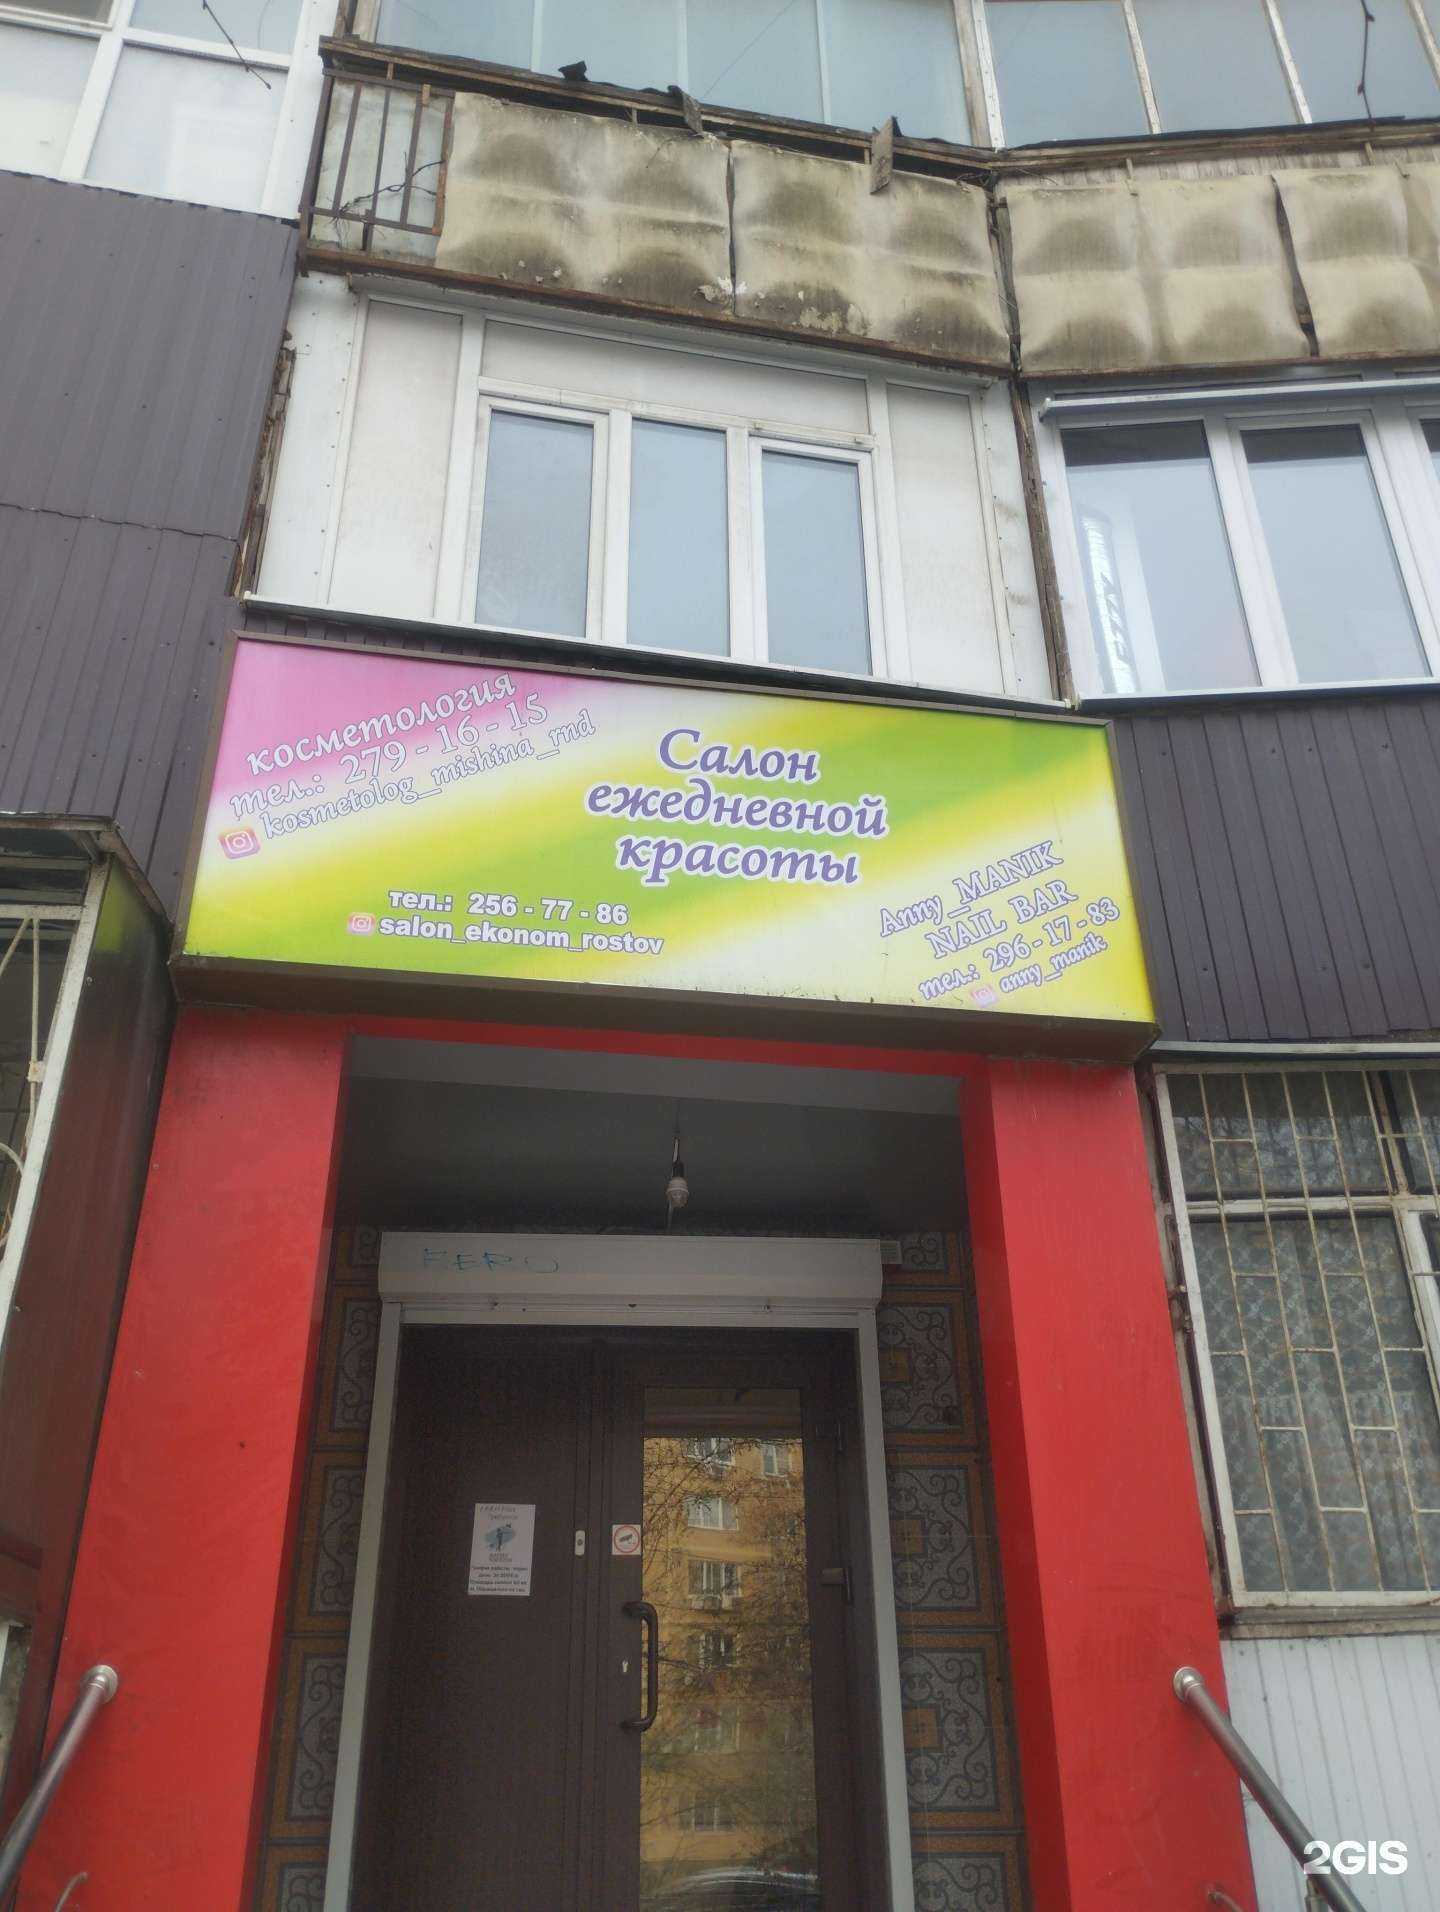 косметология
тел.: 279 - 16 - 15
kosmetolog_mishina_rnd
Салон
ежедневной
красоты
тел.: 256 - 77 - 86
salon_ekonom_rostov
Anny_MANIK
NAIL BAR
тел.: 296 - 17 - 83
anny_manik
2GIS